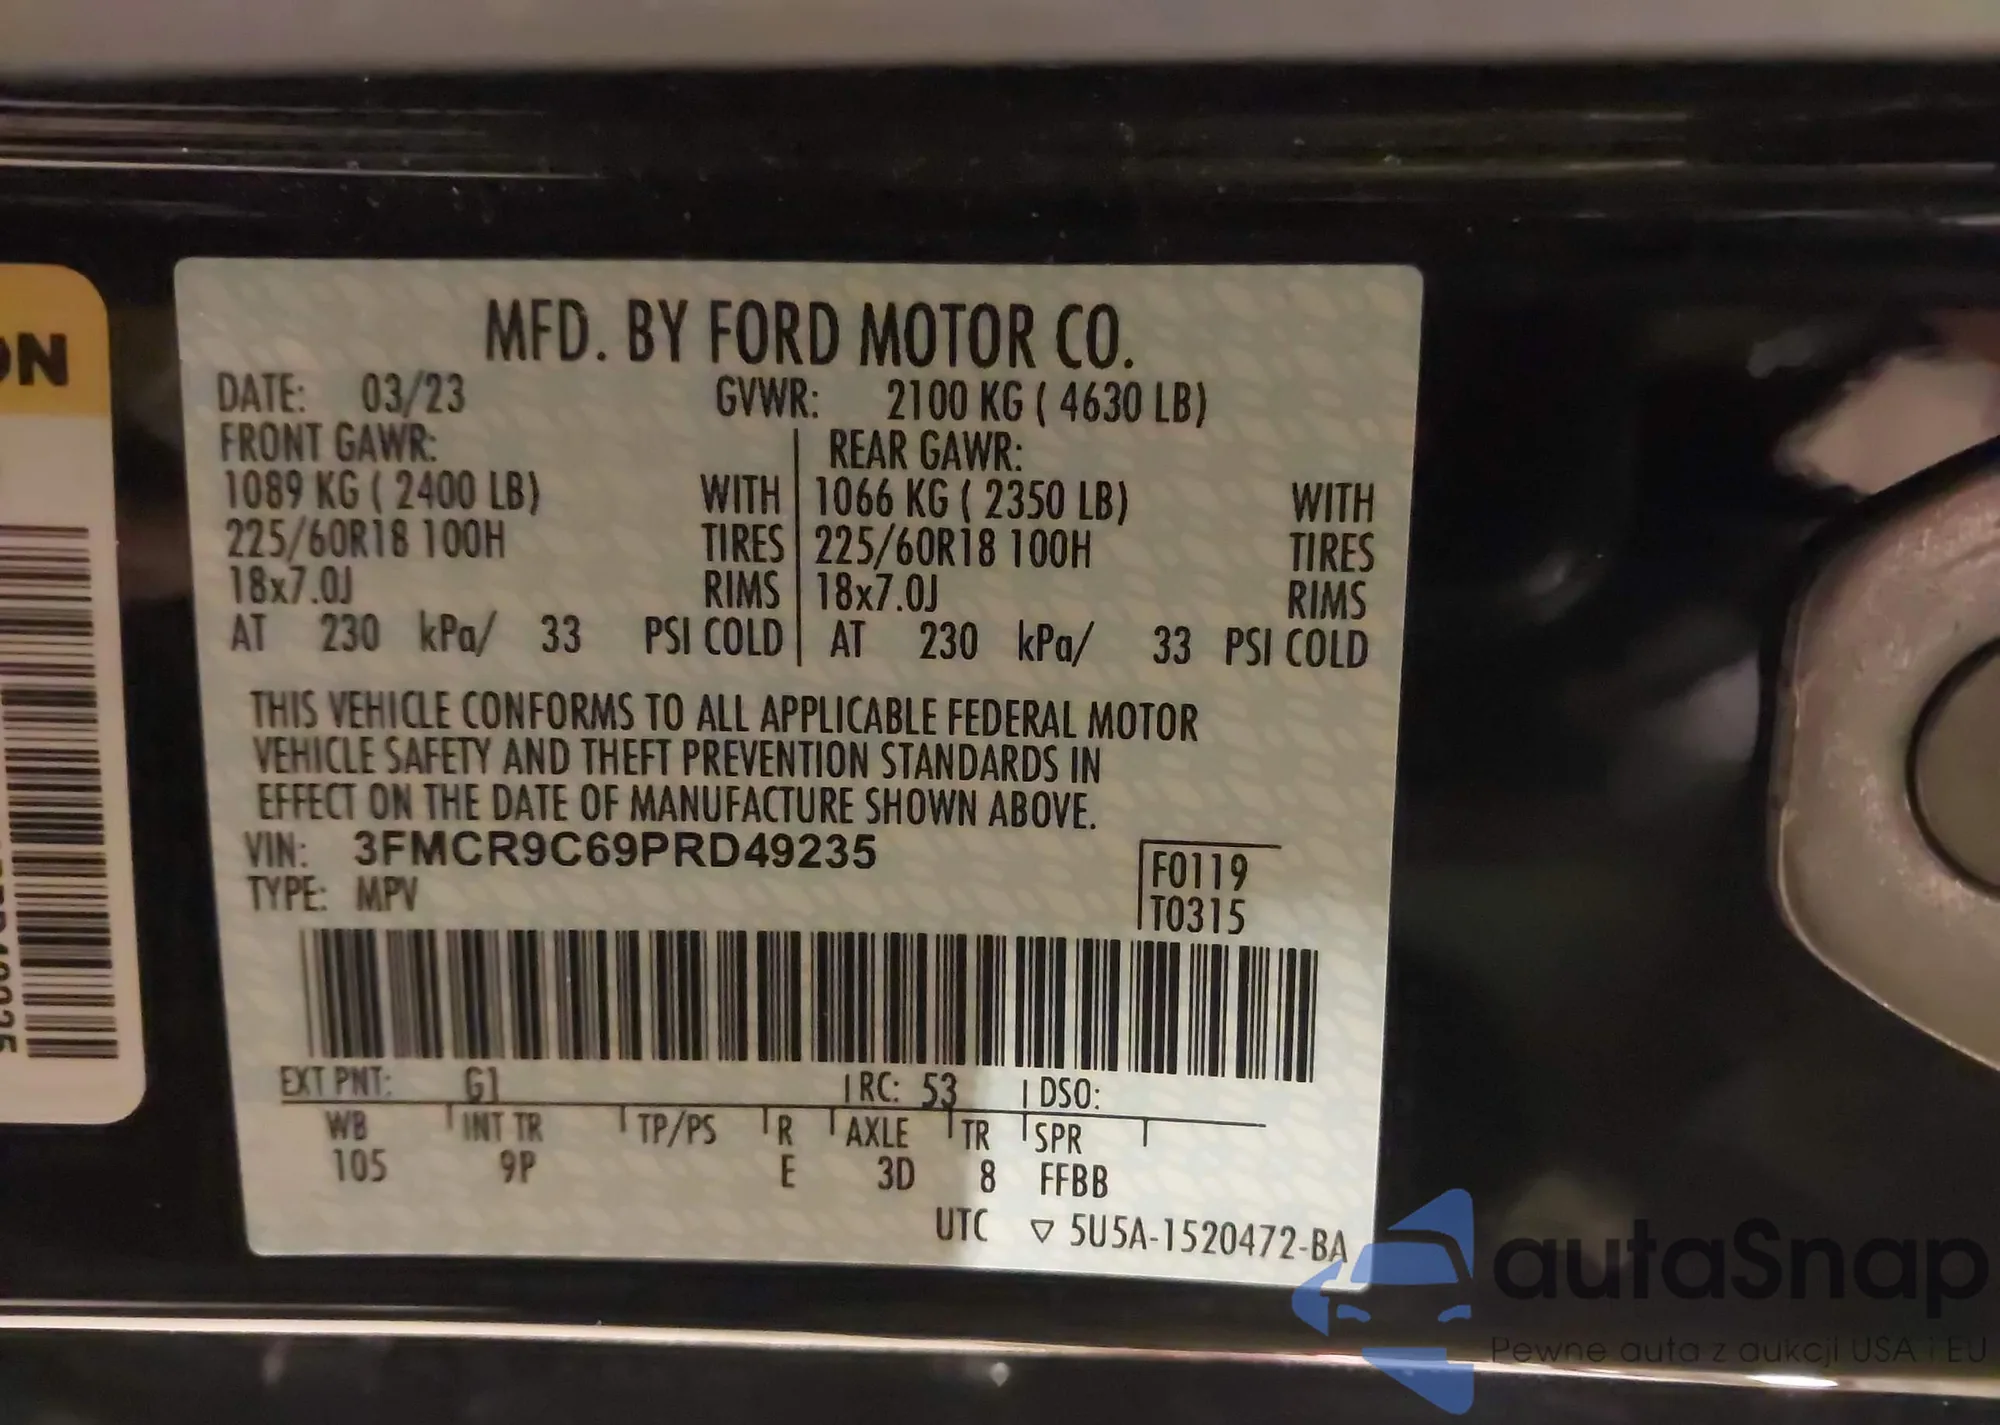 MFD. BY FORD MOTOR CO.
DATE: 03/23 GVWR: 2100 KG ( 4630 LB)
FRONT GAWR: REAR GAWR:
1089 KG ( 2400 LB) WITH 1066 KG ( 2350 LB) WITH
225/60R18 100H TIRES 225/60R18 100H TIRES
18x7.0J RIMS 18x7.0J RIMS
AT 230 kPa/ 33 PSI COLD AT 230 kPa/ 33 PSI COLD
THIS VEHICLE CONFORMS TO ALL APPLICABLE FEDERAL MOTOR
VEHICLE SAFETY AND THEFT PREVENTION STANDARDS IN
EFFECT ON THE DATE OF MANUFACTURE SHOWN ABOVE.
VIN: 3FMCR9C69PRD49235
TYPE: MPV
F0119
T0315
EXT PNT: G1 RC: 53 DSO:
WB INT TR TP/PS R AXLE TR SPR
105 9P E 3D 8 FFBB
UTC ▽ 5U5A-1520472-BA
ON
autaSnap
Pewne auta z aukcji USA i EU